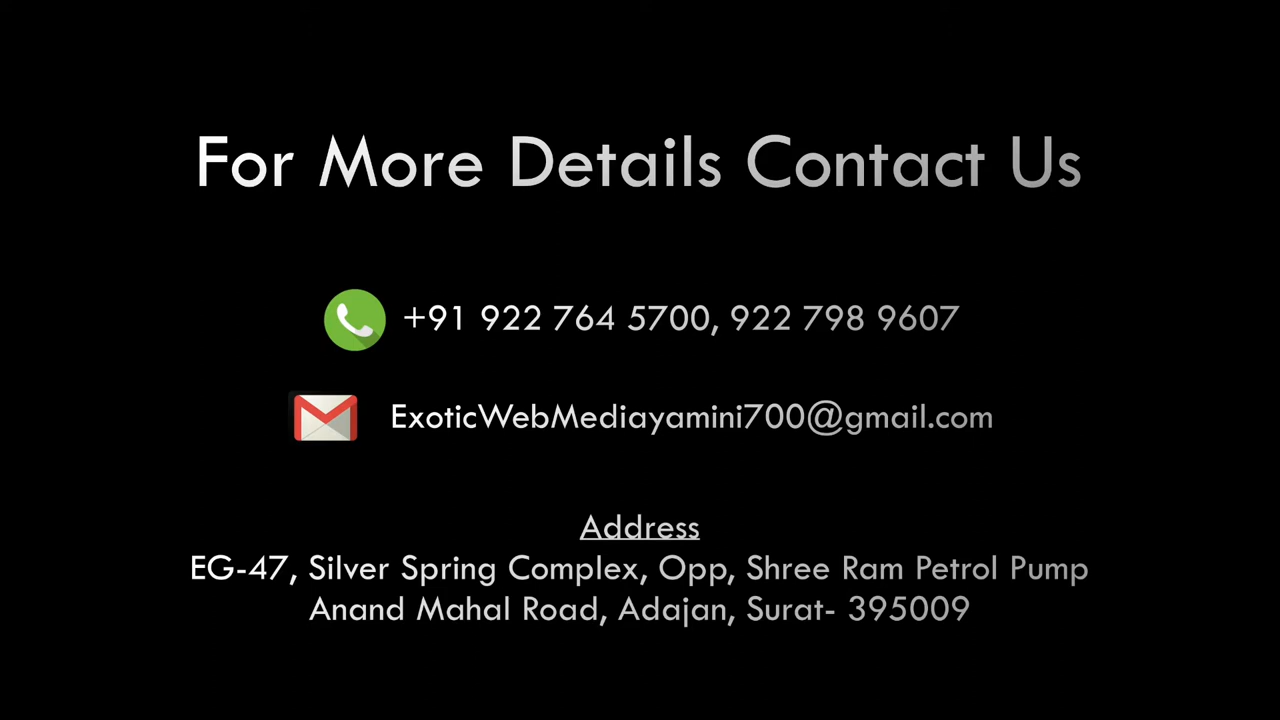 For More Details Contact Us
+91 922 764 5700, 922 798 9607
ExoticWebMediayamini700@gmail.com
Address
EG-47, Silver Spring Complex, Opp, Shree Ram Petrol Pump
Anand Mahal Road, Adajan, Surat- 395009